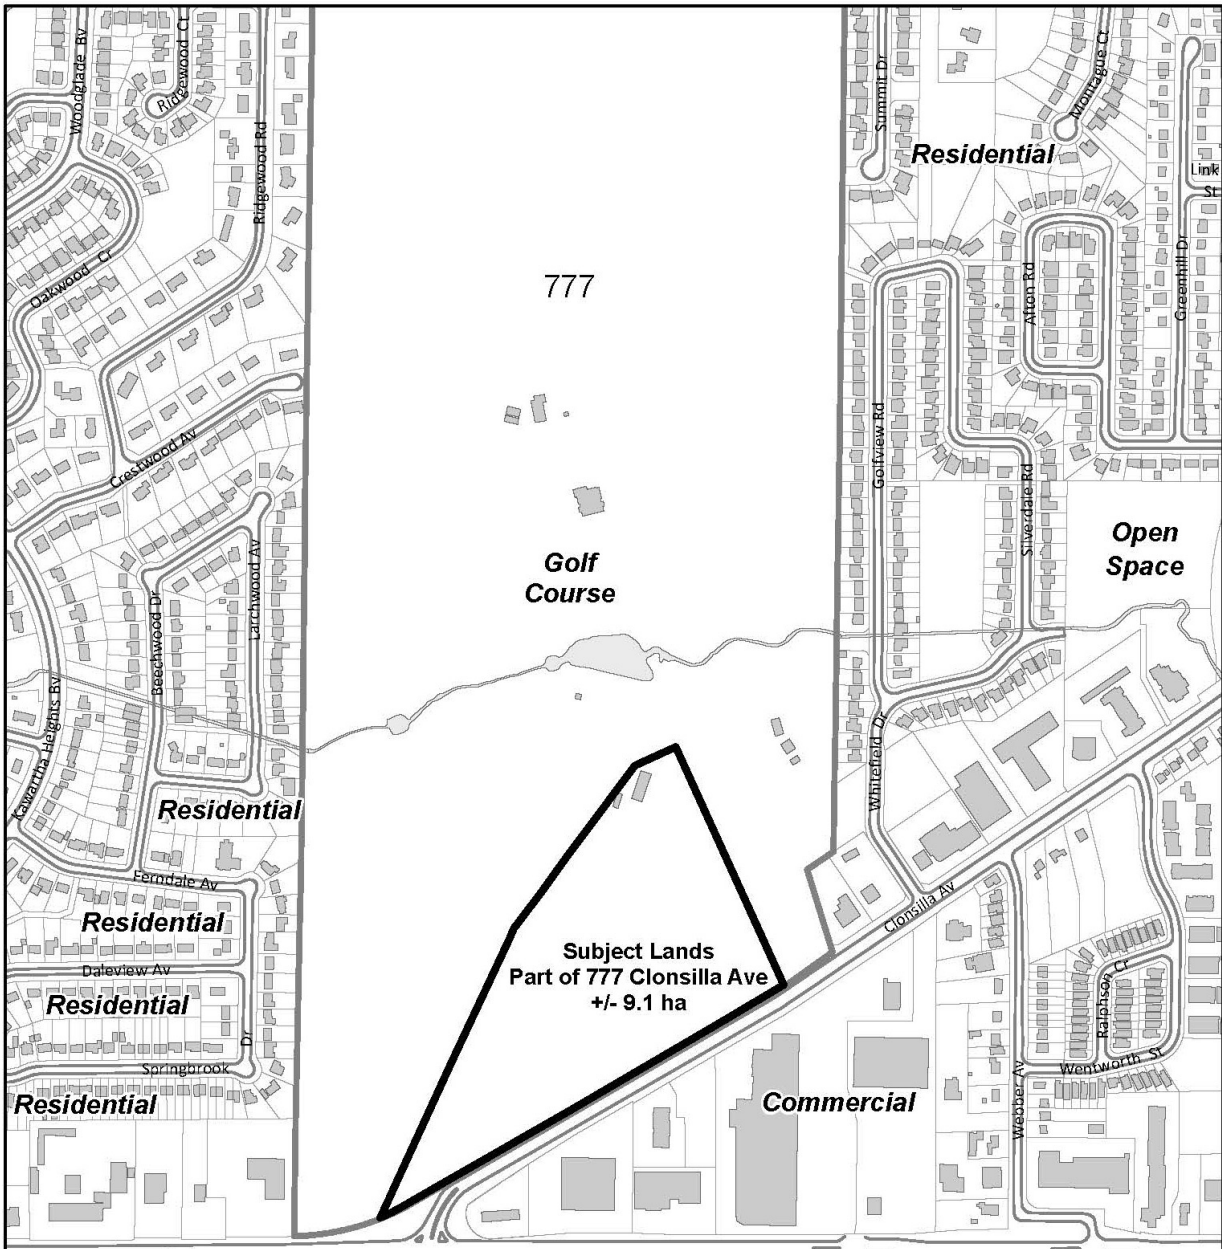 Woodglade Bv
Ridgewood Ct
Ridgewood Rd
Oakwood Cr
Crestwood Av
Summit Dr
Montague Ct
Residential
Link
St
Greenhill Dr
Afton Rd
777
Golfview Rd
Silverdale Rd
Open
Space
Golf
Course
Larchwood Av
Beechwood Dr
Kawartha Heights Bv
Whitefield Dr
Residential
Ferndale Av
Residential
Daleview Av
Residential
Springbrook
Dr
Residential
Clonsilla Av
Subject Lands
Part of 777 Clonsilla Ave
+/- 9.1 ha
Commercial
Webber Av
Ralphson Cr
Wentworth St